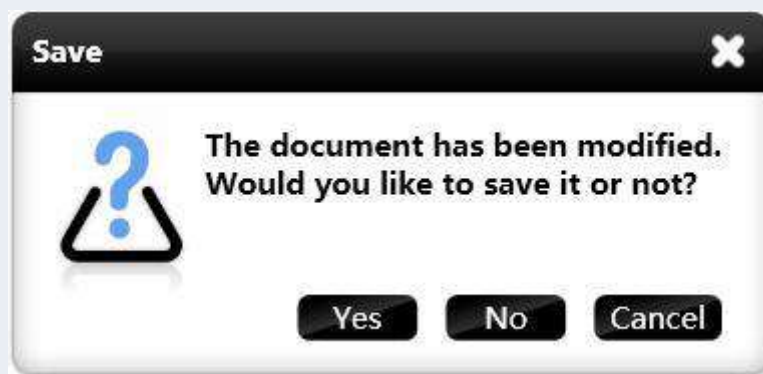 Save
The document has been modified.
Would you like to save it or not?
Yes No Cancel